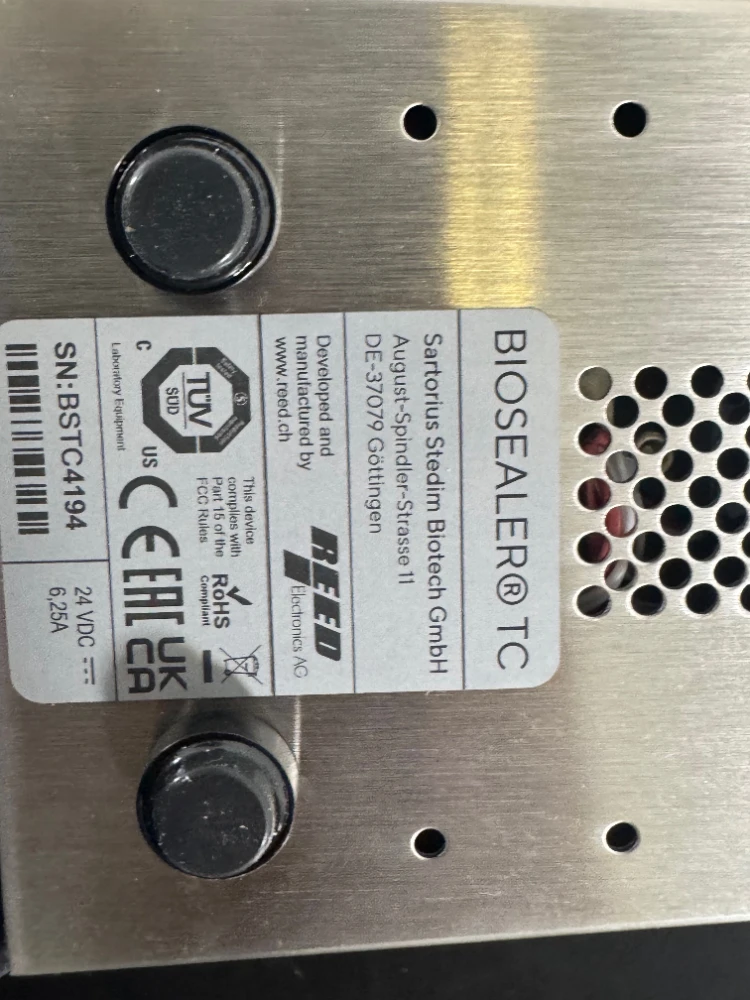 BIOSEALER® TC
Sartorius Stedim Biotech GmbH
August-Spindler-Strasse 11
DE-37079 Göttingen
Developed and
manufactured by
www.reed.ch
REED
Electronics AG
TÜV
SÜD
C
US
Laboratory Equipment
This device
complies with
Part 15 of the
FCC Rules
RoHS
Compliant
CE
EAC
UK
CA
SN:BSTC4194
24 VDC
6,25A